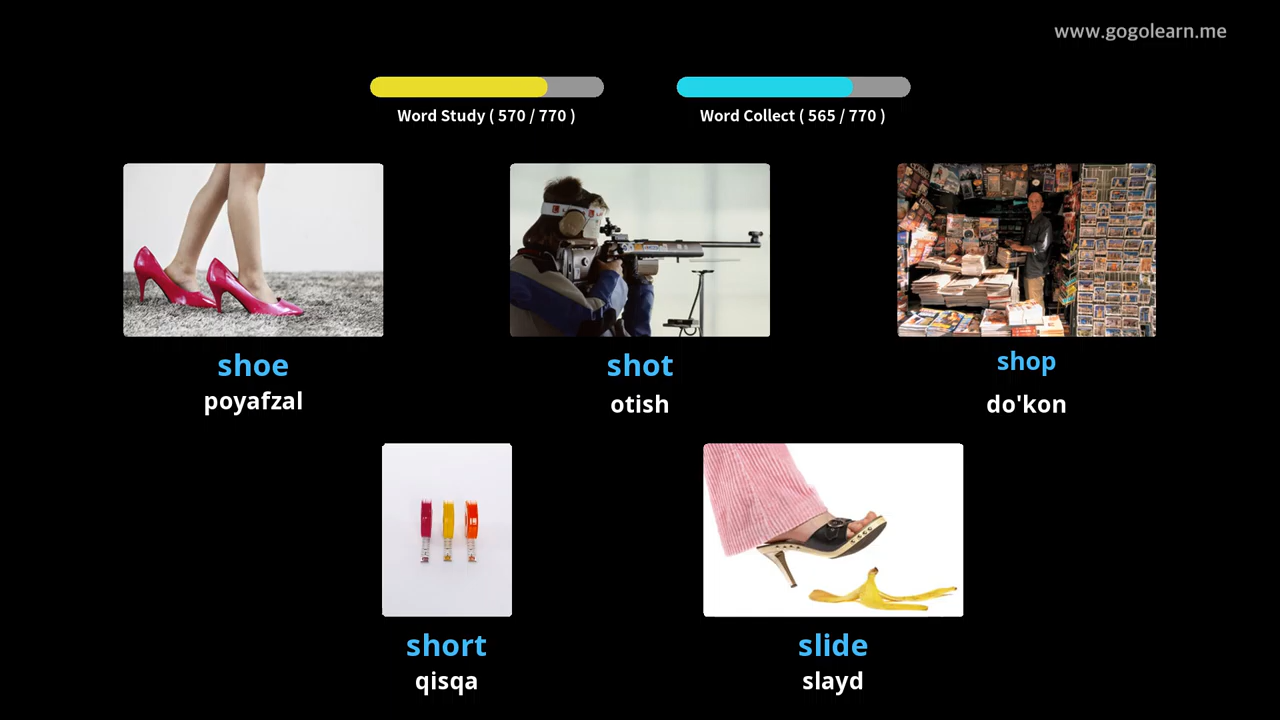 www.gogolearn.me
Word Study ( 570 / 770 )
Word Collect ( 565 / 770 )
shoe
poyafzal
shot
otish
shop
do'kon
short
qisqa
slide
slayd